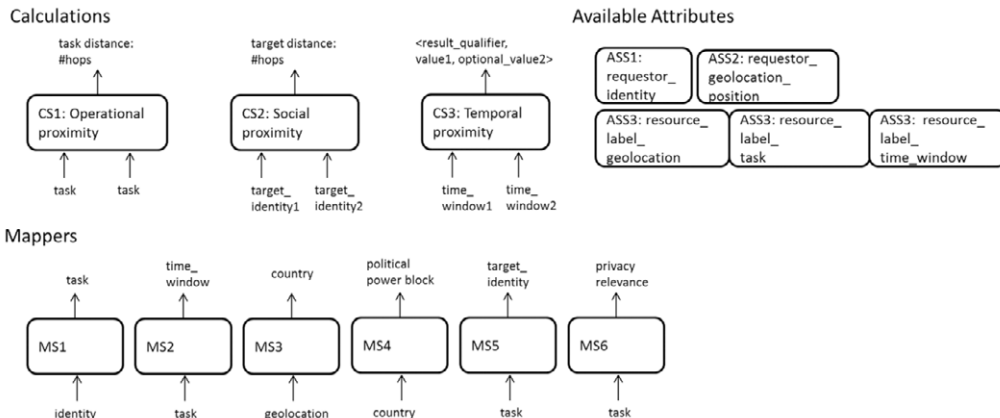 Calculations
Available Attributes
task distance:
#hops
target distance:
#hops
<result_qualifier,
value1, optional_value2>
CS1: Operational
proximity
CS2: Social
proximity
CS3: Temporal
proximity
task
task
target_
identity1
target_
identity2
time_
window1
time_
window2
ASS1:
requestor_
identity
ASS2: requestor_
geolocation_
position
ASS3: resource_
label_
geolocation
ASS3: resource_
label_
task
ASS3: resource_
label_
time_window
Mappers
task
time_
window
country
political
power block
target_
identity
privacy
relevance
MS1
MS2
MS3
MS4
MS5
MS6
identity
task
geolocation
country
task
task